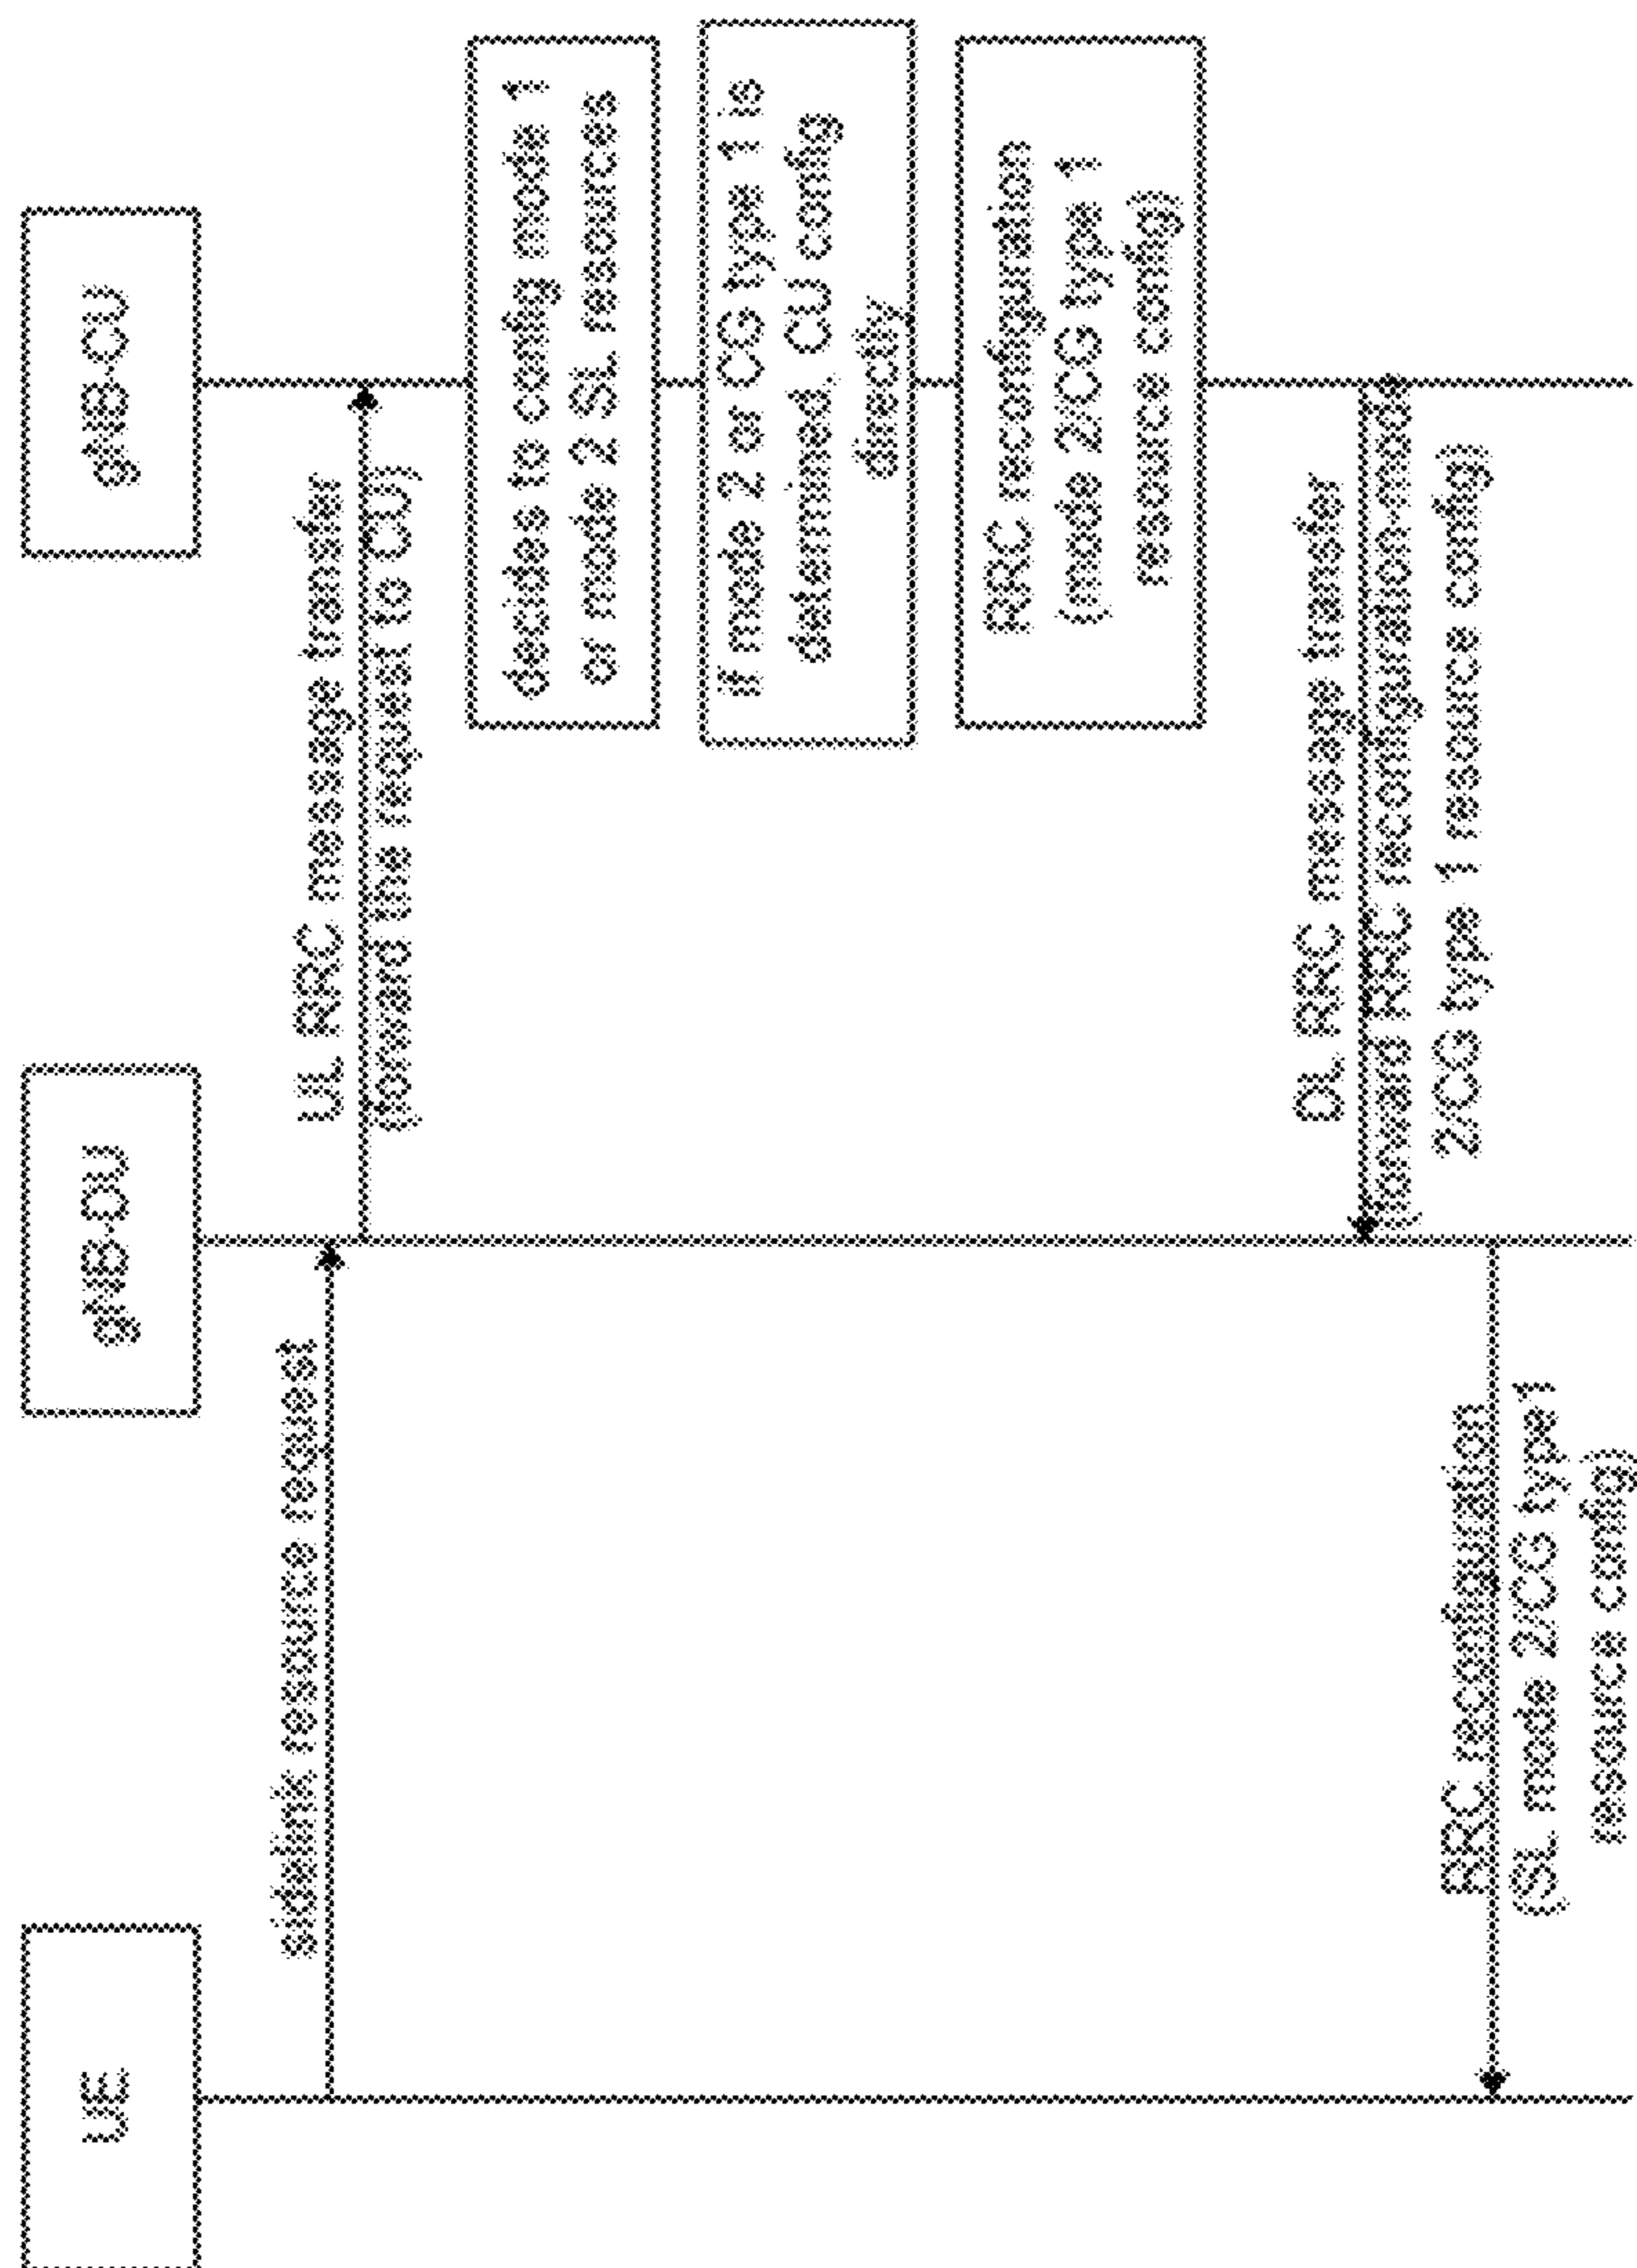 UE
gNB-DU
gNB-CU
sidelink resource request
UL RRC message transfer
(forward the request to CU)
decides to config mode 1
or mode 2 SL resources
If mode 2 or CG type 1 is
determined, CU config
directly
RRC reconfiguration
(mode 2/CG type 1
resource config)
DL RRC message transfer
(forward RRC reconfiguration-mode
2/CG type 1 resource config)
RRC reconfiguration
(SL mode 2/CG type1
resource config)